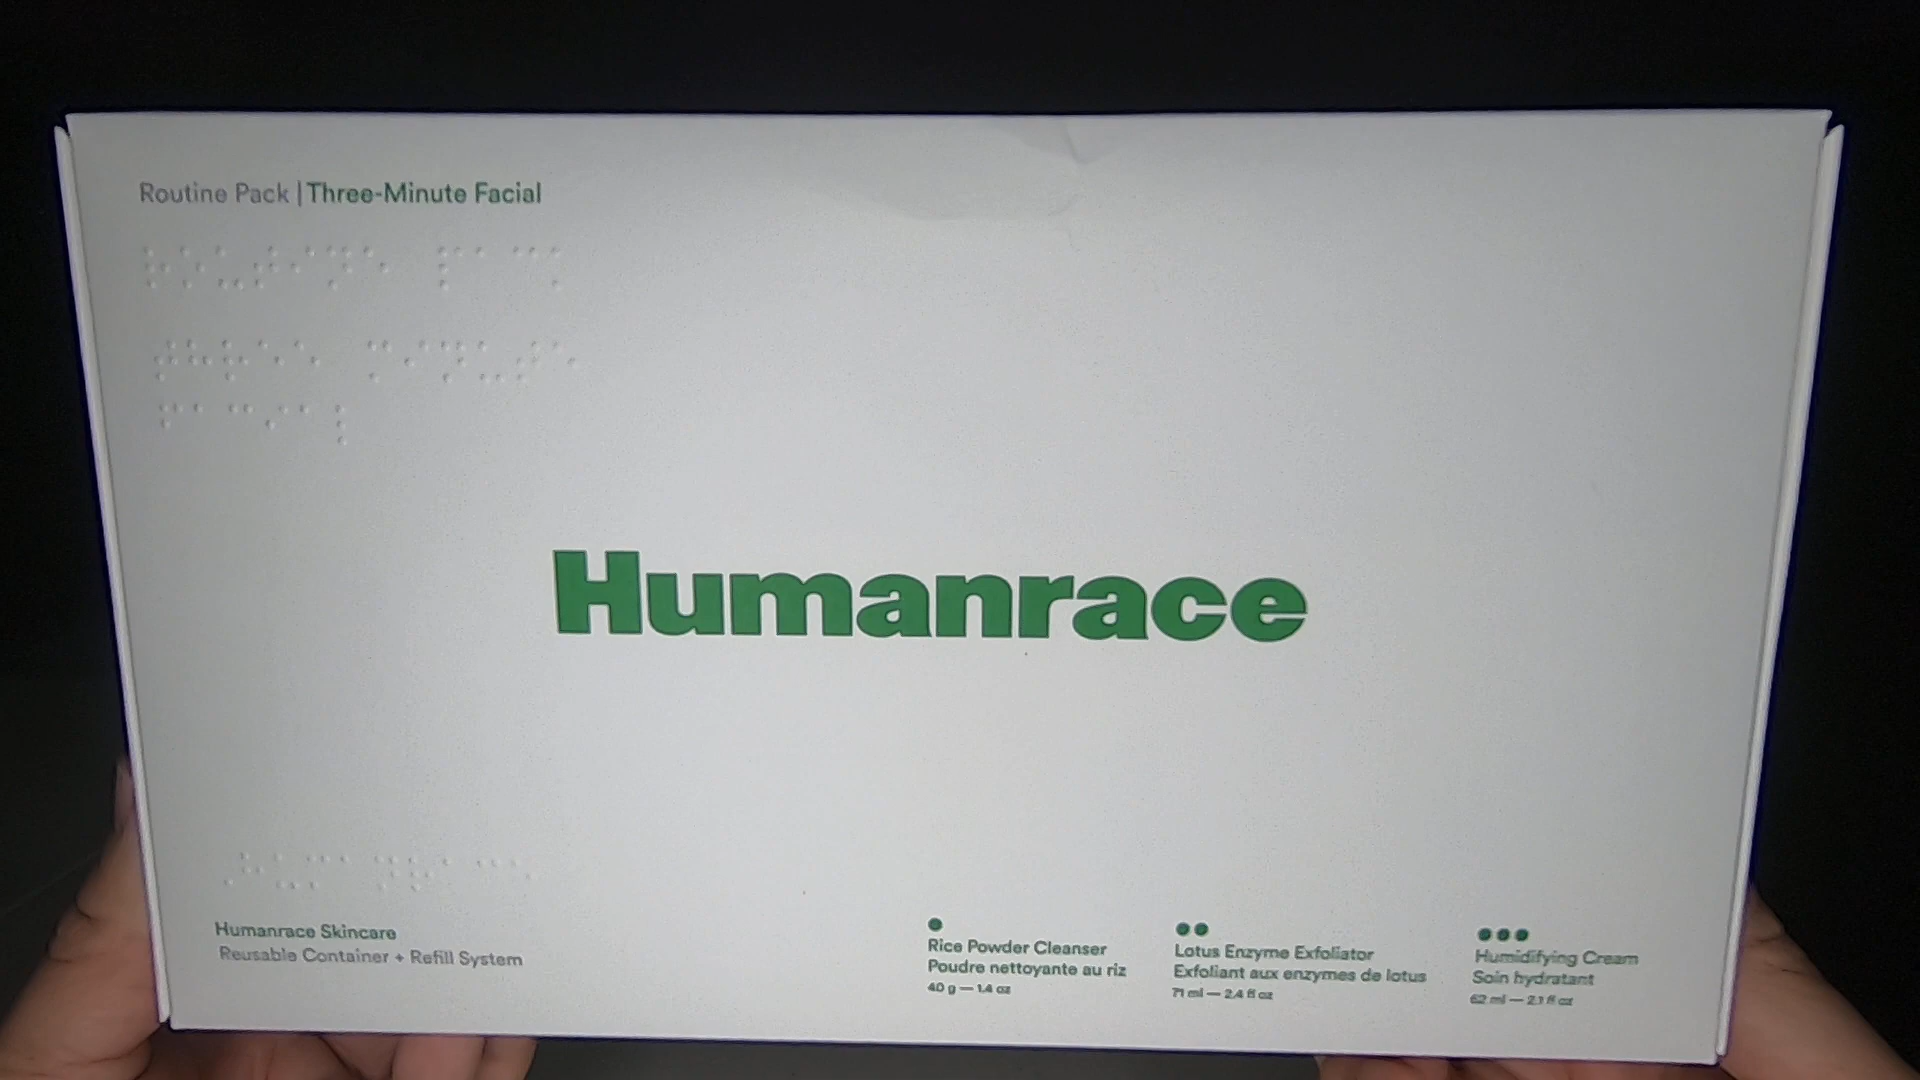 Routine Pack | Three-Minute Facial
Humanrace
Humanrace Skincare
Reusable Container + Refill System
Rice Powder Cleanser
Poudre nettoyante au riz
40 g — 1.4 oz
Lotus Enzyme Exfoliator
Exfoliant aux enzymes de lotus
71 ml — 2.4 fl oz
Humidifying Cream
Soin hydratant
62 ml — 2.1 fl oz